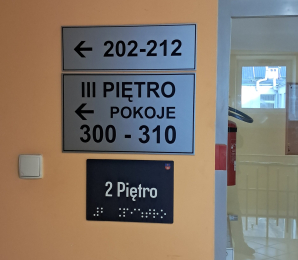 ← 202-212
III PIĘTRO
← POKOJE
300 - 310
2 Piętro